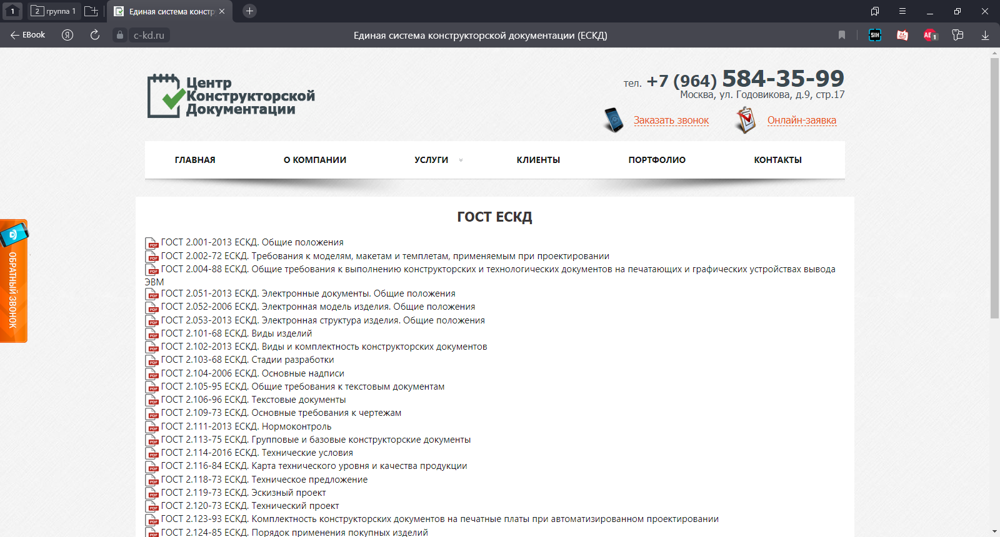 1
2 группа 1
Единая система констр
EBook
c-kd.ru
Единая система конструкторской документации (ЕСКД)
SIH
1
Центр
Конструкторской
Документации
тел. +7 (964) 584-35-99
Москва, ул. Годовикова, д.9, стр.17
Заказать звонок
Онлайн-заявка
ГЛАВНАЯ
О КОМПАНИИ
УСЛУГИ
КЛИЕНТЫ
ПОРТФОЛИО
КОНТАКТЫ
ОБРАТНЫЙ ЗВОНОК
ГОСТ ЕСКД
ГОСТ 2.001-2013 ЕСКД. Общие положения
ГОСТ 2.002-72 ЕСКД. Требования к моделям, макетам и темплетам, применяемым при проектировании
ГОСТ 2.004-88 ЕСКД. Общие требования к выполнению конструкторских и технологических документов на печатающих и графических устройствах вывода
ЭВМ
ГОСТ 2.051-2013 ЕСКД. Электронные документы. Общие положения
ГОСТ 2.052-2006 ЕСКД. Электронная модель изделия. Общие положения
ГОСТ 2.053-2013 ЕСКД. Электронная структура изделия. Общие положения
ГОСТ 2.101-68 ЕСКД. Виды изделий
ГОСТ 2.102-2013 ЕСКД. Виды и комплектность конструкторских документов
ГОСТ 2.103-68 ЕСКД. Стадии разработки
ГОСТ 2.104-2006 ЕСКД. Основные надписи
ГОСТ 2.105-95 ЕСКД. Общие требования к текстовым документам
ГОСТ 2.106-96 ЕСКД. Текстовые документы
ГОСТ 2.109-73 ЕСКД. Основные требования к чертежам
ГОСТ 2.111-2013 ЕСКД. Нормоконтроль
ГОСТ 2.113-75 ЕСКД. Групповые и базовые конструкторские документы
ГОСТ 2.114-2016 ЕСКД. Технические условия
ГОСТ 2.116-84 ЕСКД. Карта технического уровня и качества продукции
ГОСТ 2.118-73 ЕСКД. Техническое предложение
ГОСТ 2.119-73 ЕСКД. Эскизный проект
ГОСТ 2.120-73 ЕСКД. Технический проект
ГОСТ 2.123-93 ЕСКД. Комплектность конструкторских документов на печатные платы при автоматизированном проектировании
ГОСТ 2.124-85 ЕСКД. Порядок применения покупных изделий